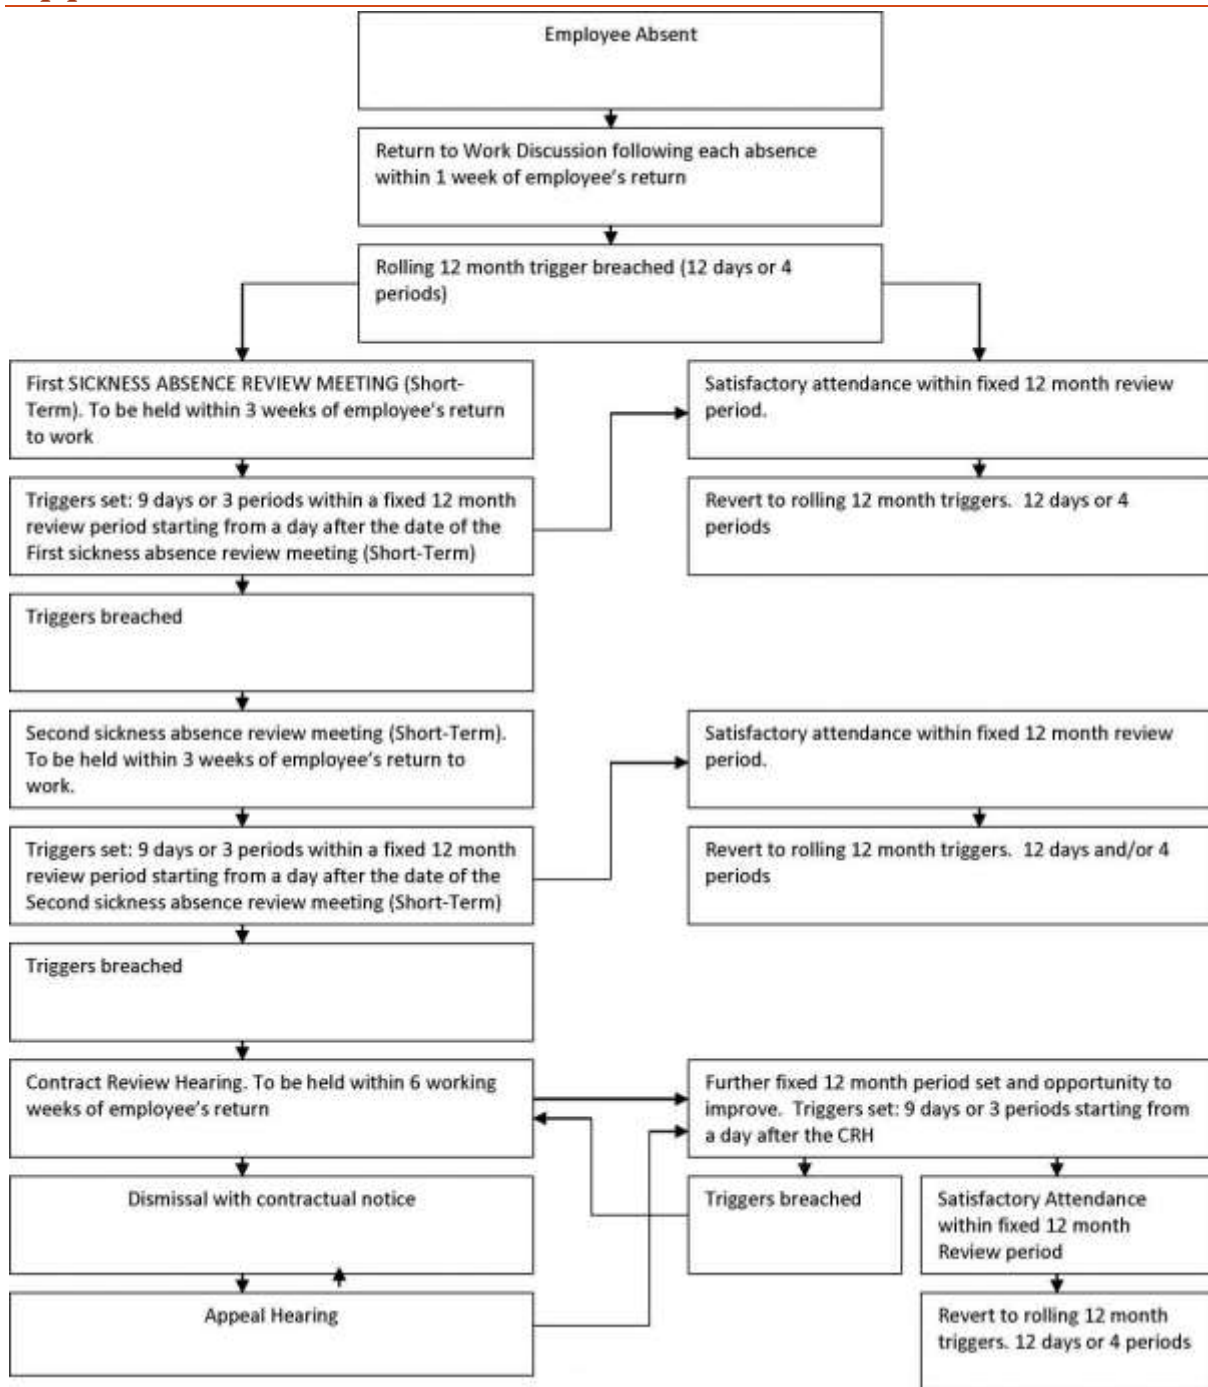 Employee Absent
Return to Work Discussion following each absence
within 1 week of employee's return
Rolling 12 month trigger breached (12 days or 4
periods)
First SICKNESS ABSENCE REVIEW MEETING (Short-
Term). To be held within 3 weeks of employee's return
to work
Satisfactory attendance within fixed 12 month review
period.
Triggers set: 9 days or 3 periods within a fixed 12 month
review period starting from a day after the date of the
First sickness absence review meeting (Short-Term)
Revert to rolling 12 month triggers.  12 days or 4
periods
Triggers breached
Second sickness absence review meeting (Short-Term).
To be held within 3 weeks of employee's return to
work.
Satisfactory attendance within fixed 12 month review
period.
Triggers set: 9 days or 3 periods within a fixed 12 month
review period starting from a day after the date of the
Second sickness absence review meeting (Short-Term)
Revert to rolling 12 month triggers.  12 days and/or 4
periods
Triggers breached
Contract Review Hearing. To be held within 6 working
weeks of employee's return
Further fixed 12 month period set and opportunity to
improve.  Triggers set: 9 days or 3 periods starting from
a day after the CRH
Dismissal with contractual notice
Triggers breached
Satisfactory Attendance
within fixed 12 month
Review period
Appeal Hearing
Revert to rolling 12 month
triggers. 12 days or 4 periods